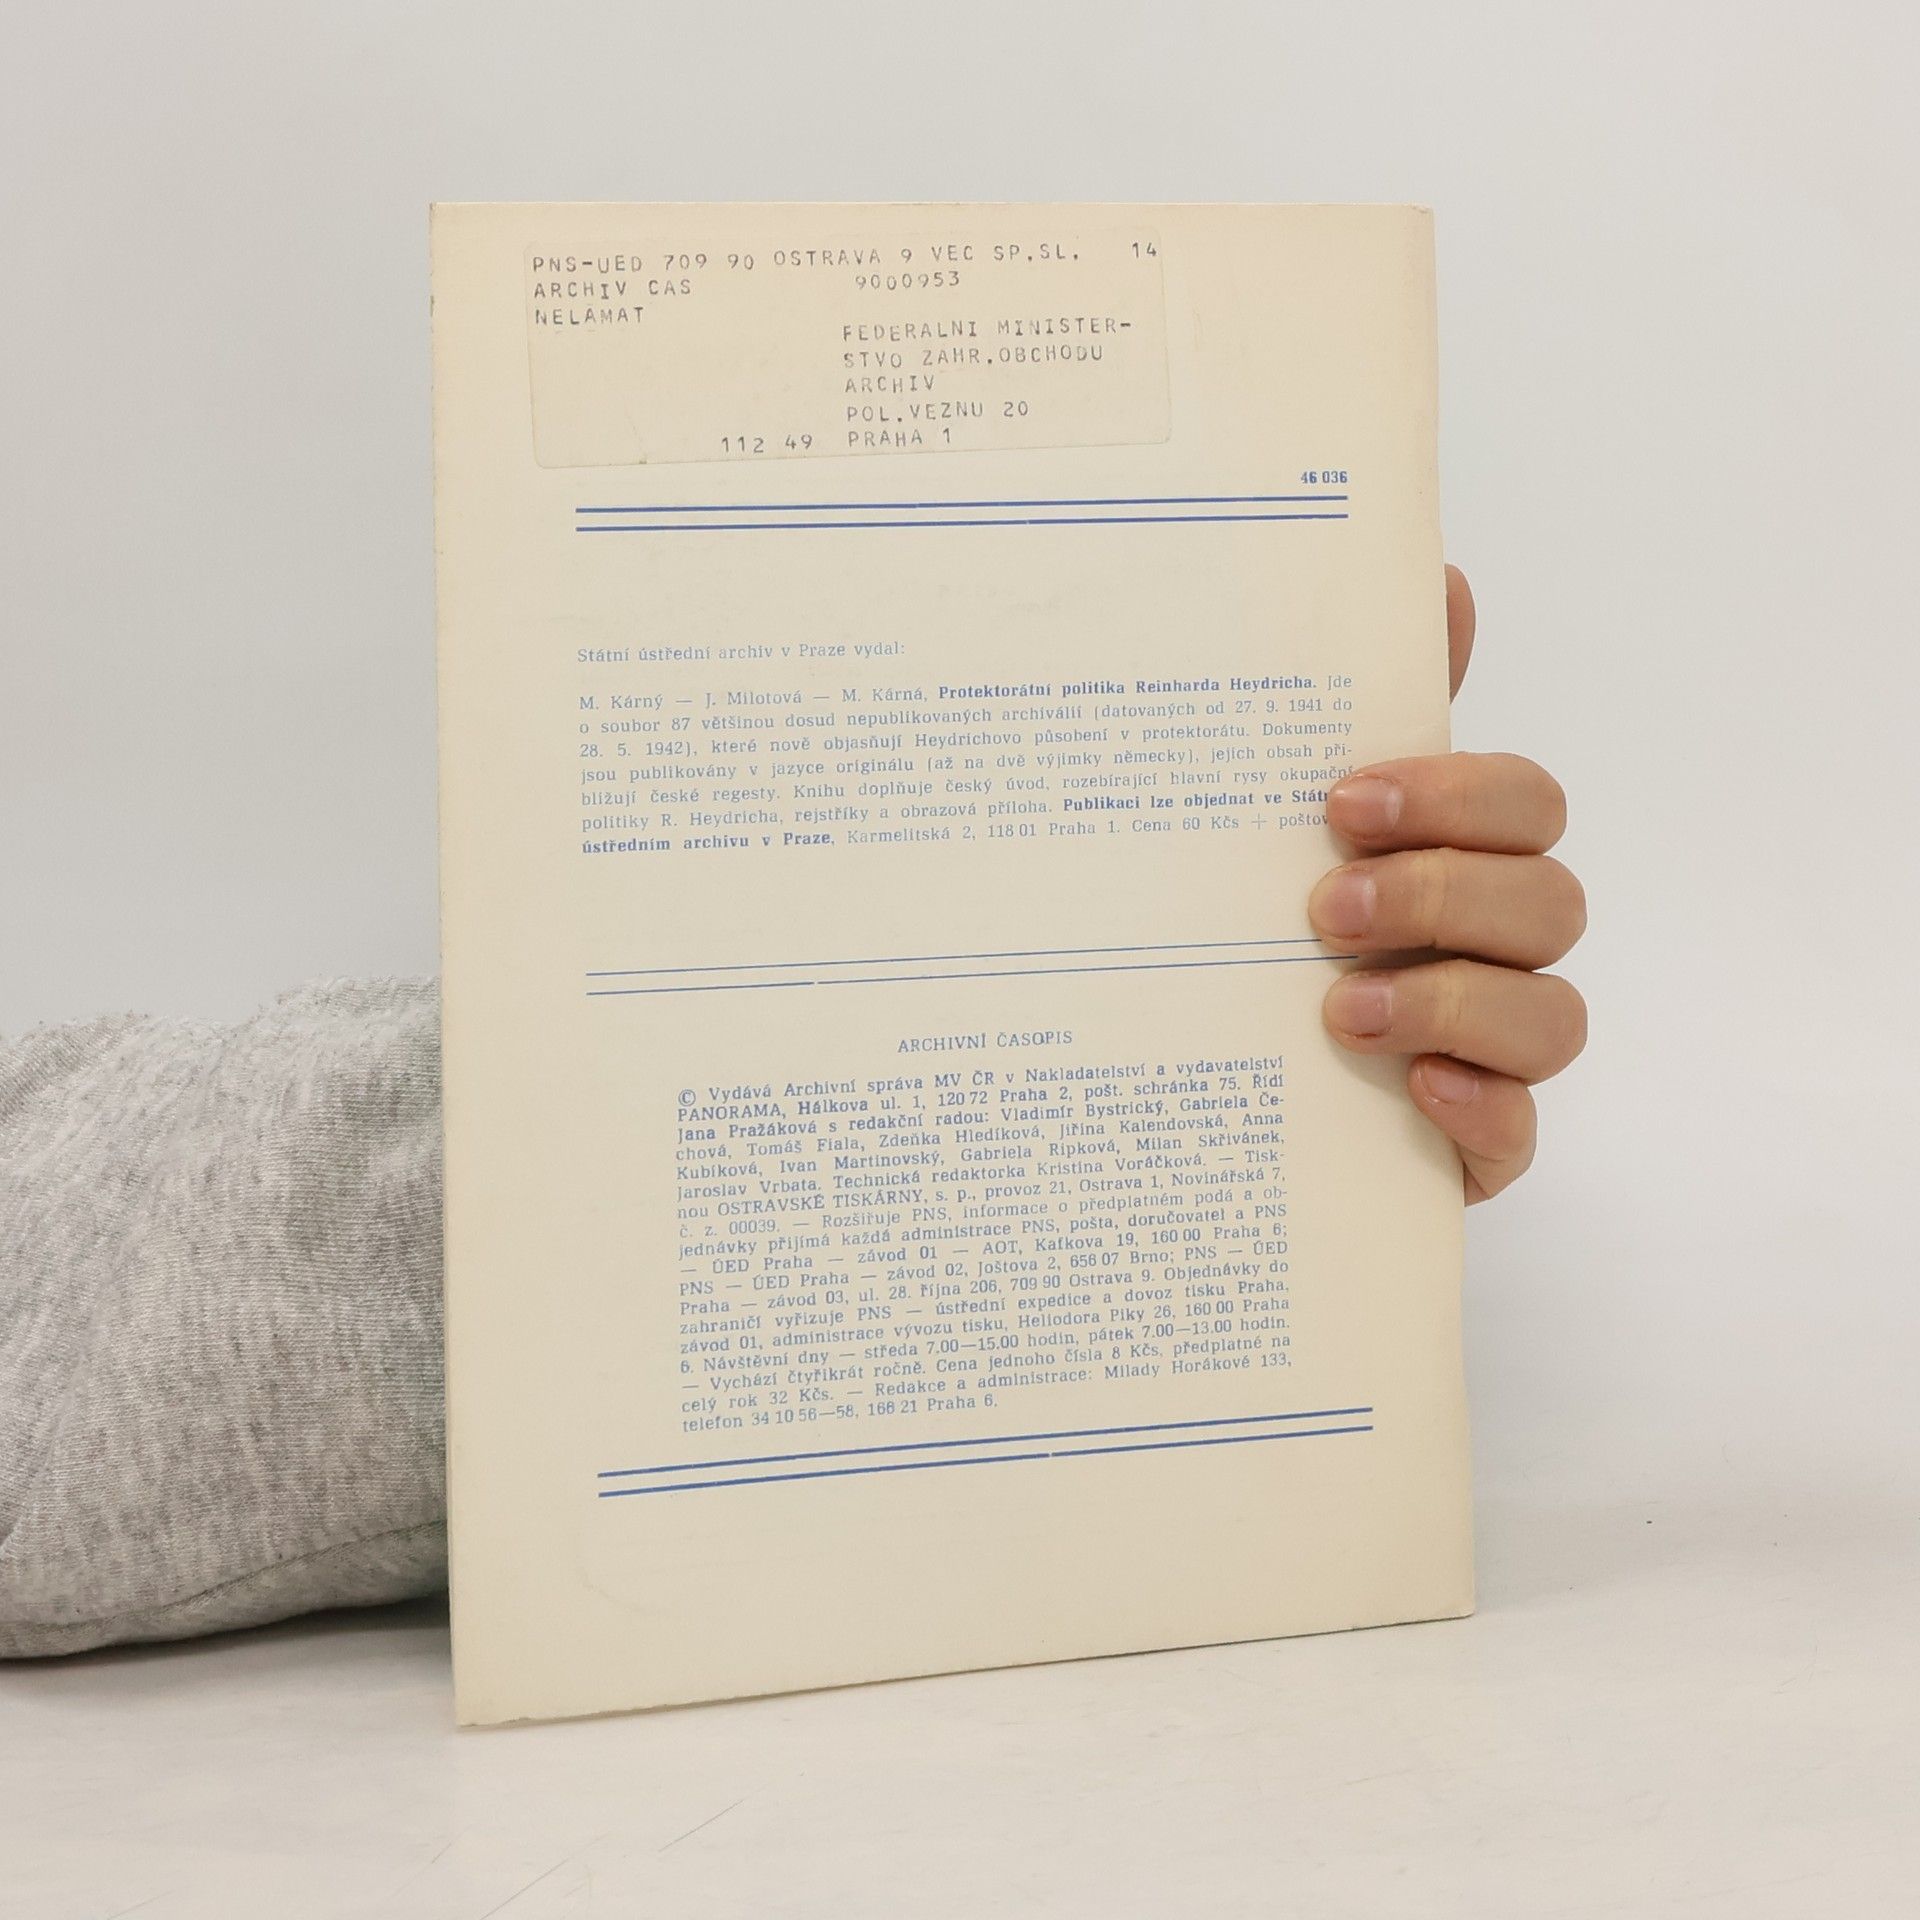 PNS-UED 709 90 OSTRAVA 9 VEC SP.SL. 14
ARCHIV CAS 9000953
NELAMAT
FEDERALNI MINISTER-
STVO ZAHR.OBCHODU
ARCHIV
POL.VEZNU 20
112 49 PRAHA 1
46 036
Státní ústřední archiv v Praze vydal:
M. Kárný — J. Milotová — M. Kárná, Protektorátní politika Reinharda Heydricha. Jde
o soubor 87 většinou dosud nepublikovaných archiválií (datovaných od 27. 9. 1941 do
28. 5. 1942), které nově objasňují Heydrichovo působení v protektorátu. Dokumenty
jsou publikovány v jazyce originálu (až na dvě výjimky německy), jejich obsah při-
bližují české regesty. Knihu doplňuje český úvod, rozebírající hlavní rysy okupační
politiky R. Heydricha, rejstříky a obrazová příloha. Publikaci lze objednat ve
ústředním archivu v Praze, Karmelitská 2, 118 01 Praha 1. Cena 60 Kčs +
ARCHIVNÍ ČASOPIS
© Vydává Archivní správa MV ČR v Nakladatelství a vydavatelství
PANORAMA, Hálkova ul. 1, 120 72 Praha 2, pošt. schránka 75. Řídí
Jana Pražáková s redakční radou: Vladimír Bystrický, Gabriela Če-
chová, Tomáš Fiala, Zdeňka Hledíková, Jiřina Kalendovská, Anna
Kubíková, Ivan Martinovský, Gabriela Ripková, Milan Skřivánek,
Jaroslav Vrbata. Technická redaktorka Kristina Voráčková. — Tisk-
nou OSTRAVSKÉ TISKÁRNY, s. p., provoz 21, Ostrava 1, Novinářská 7,
č. z. 00039. — Rozšiřuje PNS, informace o předplatném podá a ob-
jednávky přijímá každá administrace PNS, pošta, doručovatel a PNS
— ÚED Praha — závod 01 — AOT, Kafkova 19, 160 00 Praha 6;
PNS — ÚED Praha — závod 02, Joštova 2, 656 07 Brno; PNS — ÚED
Praha — závod 03, ul. 28. října 206, 709 90 Ostrava 9. Objednávky do
zahraničí vyřizuje PNS — ústřední expedice a dovoz tisku Praha,
závod 01, administrace vývozu tisku, Heliodora Píky 26, 160 00 Praha
6. Návštěvní dny — středa 7.00—15.00 hodin, pátek 7.00—13.00 hodin.
— Vychází čtyřikrát ročně. Cena jednoho čísla 8 Kčs, předplatné na
celý rok 32 Kčs. — Redakce a administrace: Milady Horákové 133,
telefon 34 10 56—58, 166 21 Praha 6.